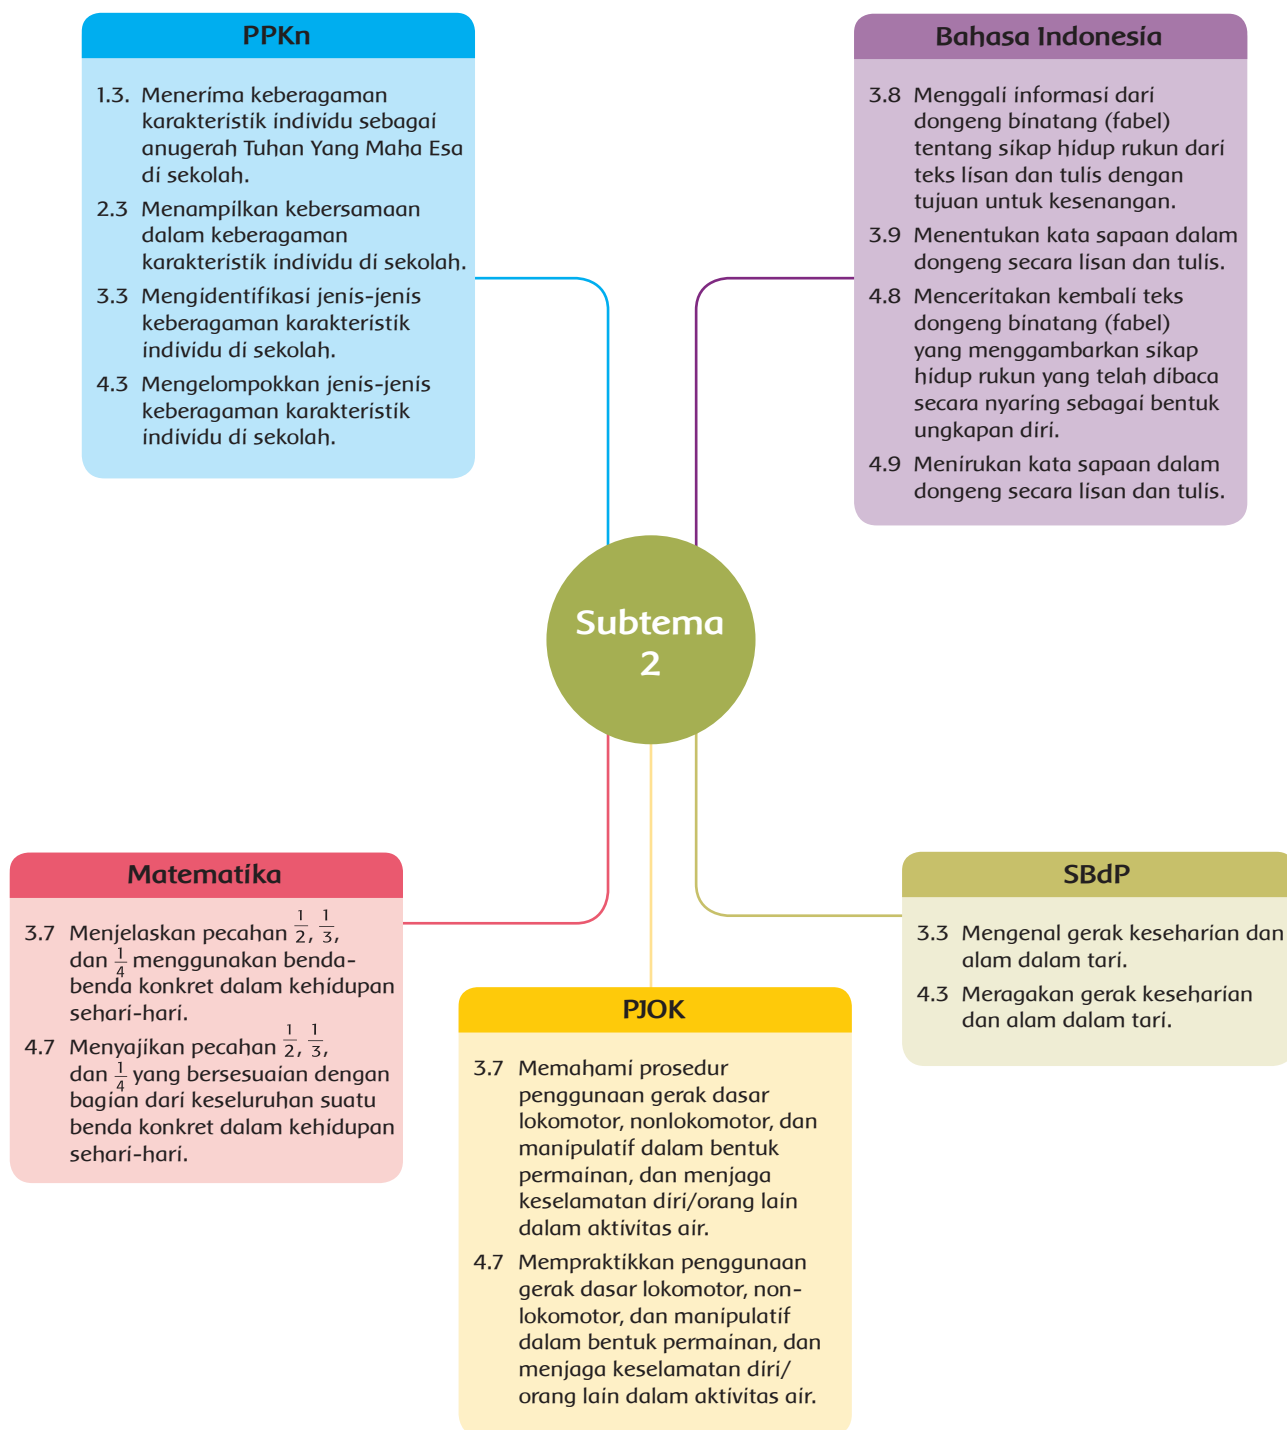 PPKn
1.3. Menerima keberagaman
karakteristik individu sebagai
anugerah Tuhan Yang Maha Esa
di sekolah.
2.3 Menampilkan kebersamaan
dalam keberagaman
karakteristik individu di sekolah.
3.3 Mengidentifikasi jenis-jenis
keberagaman karakteristik
individu di sekolah.
4.3 Mengelompokkan jenis-jenis
keberagaman karakteristik
individu di sekolah.
Bahasa Indonesia
3.8 Menggali informasi dari
dongeng binatang (fabel)
tentang sikap hidup rukun dari
teks lisan dan tulis dengan
tujuan untuk kesenangan.
3.9 Menentukan kata sapaan dalam
dongeng secara lisan dan tulis.
4.8 Menceritakan kembali teks
dongeng binatang (fabel)
yang menggambarkan sikap
hidup rukun yang telah dibaca
secara nyaring sebagai bentuk
ungkapan diri.
4.9 Menirukan kata sapaan dalam
dongeng secara lisan dan tulis.
Subtema
2
Matematika
3.7 Menjelaskan pecahan 1/2, 1/3,
dan 1/4 menggunakan benda-
benda konkret dalam kehidupan
sehari-hari.
4.7 Menyajikan pecahan 1/2, 1/3,
dan 1/4 yang bersesuaian dengan
bagian dari keseluruhan suatu
benda konkret dalam kehidupan
sehari-hari.
PJOK
3.7 Memahami prosedur
penggunaan gerak dasar
lokomotor, nonlokomotor, dan
manipulatif dalam bentuk
permainan, dan menjaga
keselamatan diri/orang lain
dalam aktivitas air.
4.7 Mempraktikkan penggunaan
gerak dasar lokomotor, non-
lokomotor, dan manipulatif
dalam bentuk permainan, dan
menjaga keselamatan diri/
orang lain dalam aktivitas air.
SBdP
3.3 Mengenal gerak keseharian dan
alam dalam tari.
4.3 Meragakan gerak keseharian
dan alam dalam tari.